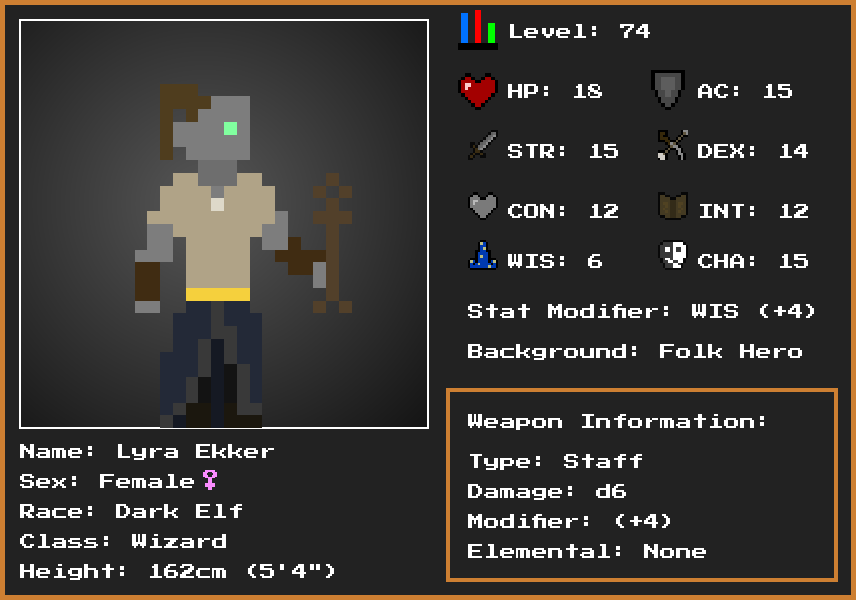 Level: 74
HP: 18
AC: 15
STR: 15
DEX: 14
CON: 12
INT: 12
WIS: 6
CHA: 15
Stat Modifier: WIS (+4)
Background: Folk Hero
Weapon Information:
Type: Staff
Damage: d6
Modifier: (+4)
Elemental: None
Name: Lyra Ekker
Sex: Female♀
Race: Dark Elf
Class: Wizard
Height: 162cm (5'4")